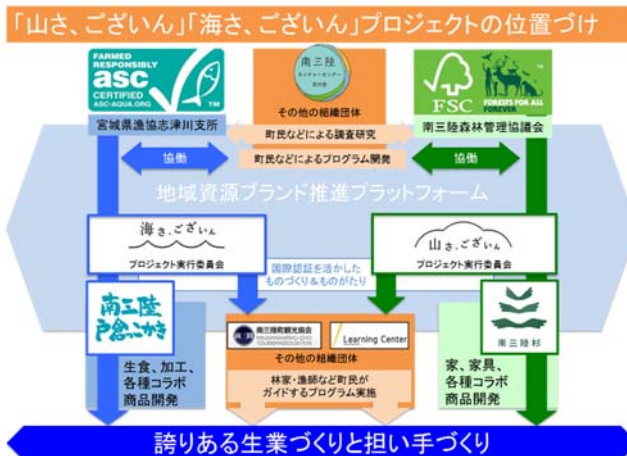 「山さ、ございん」「海さ、ございん」プロジェクトの位置づけ
FARMED
RESPONSIBLY
asc
CERTIFIED
ASC-AQUA.ORG
TM
宮城県漁協志津川支所
南三陸
その他の組織団体
町民などによる調査研究
町民などによるプログラム開発
FSC
FORESTS FOR ALL
FOREVER
南三陸森林管理協議会
協働
協働
地域資源ブランド推進プラットフォーム
海さ、ございん
プロジェクト実行委員会
山さ、ございん
プロジェクト実行委員会
国際認証を活かした
ものづくり&ものがたり
南三陸
戸倉っこかき
生食、加工、
各種コラボ
商品開発
南三陸町観光協会
Learning Center
その他の組織団体
林家・漁師など町民が
ガイドするプログラム実施
南三陸杉
家、家具、
各種コラボ
商品開発
誇りある生業づくりと担い手づくり